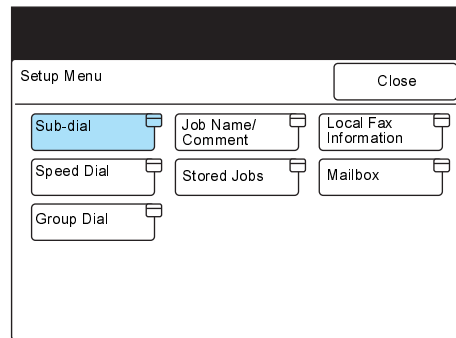 Setup Menu
Close
Sub-dial
Job Name/
Comment
Local Fax
Information
Speed Dial
Stored Jobs
Mailbox
Group Dial